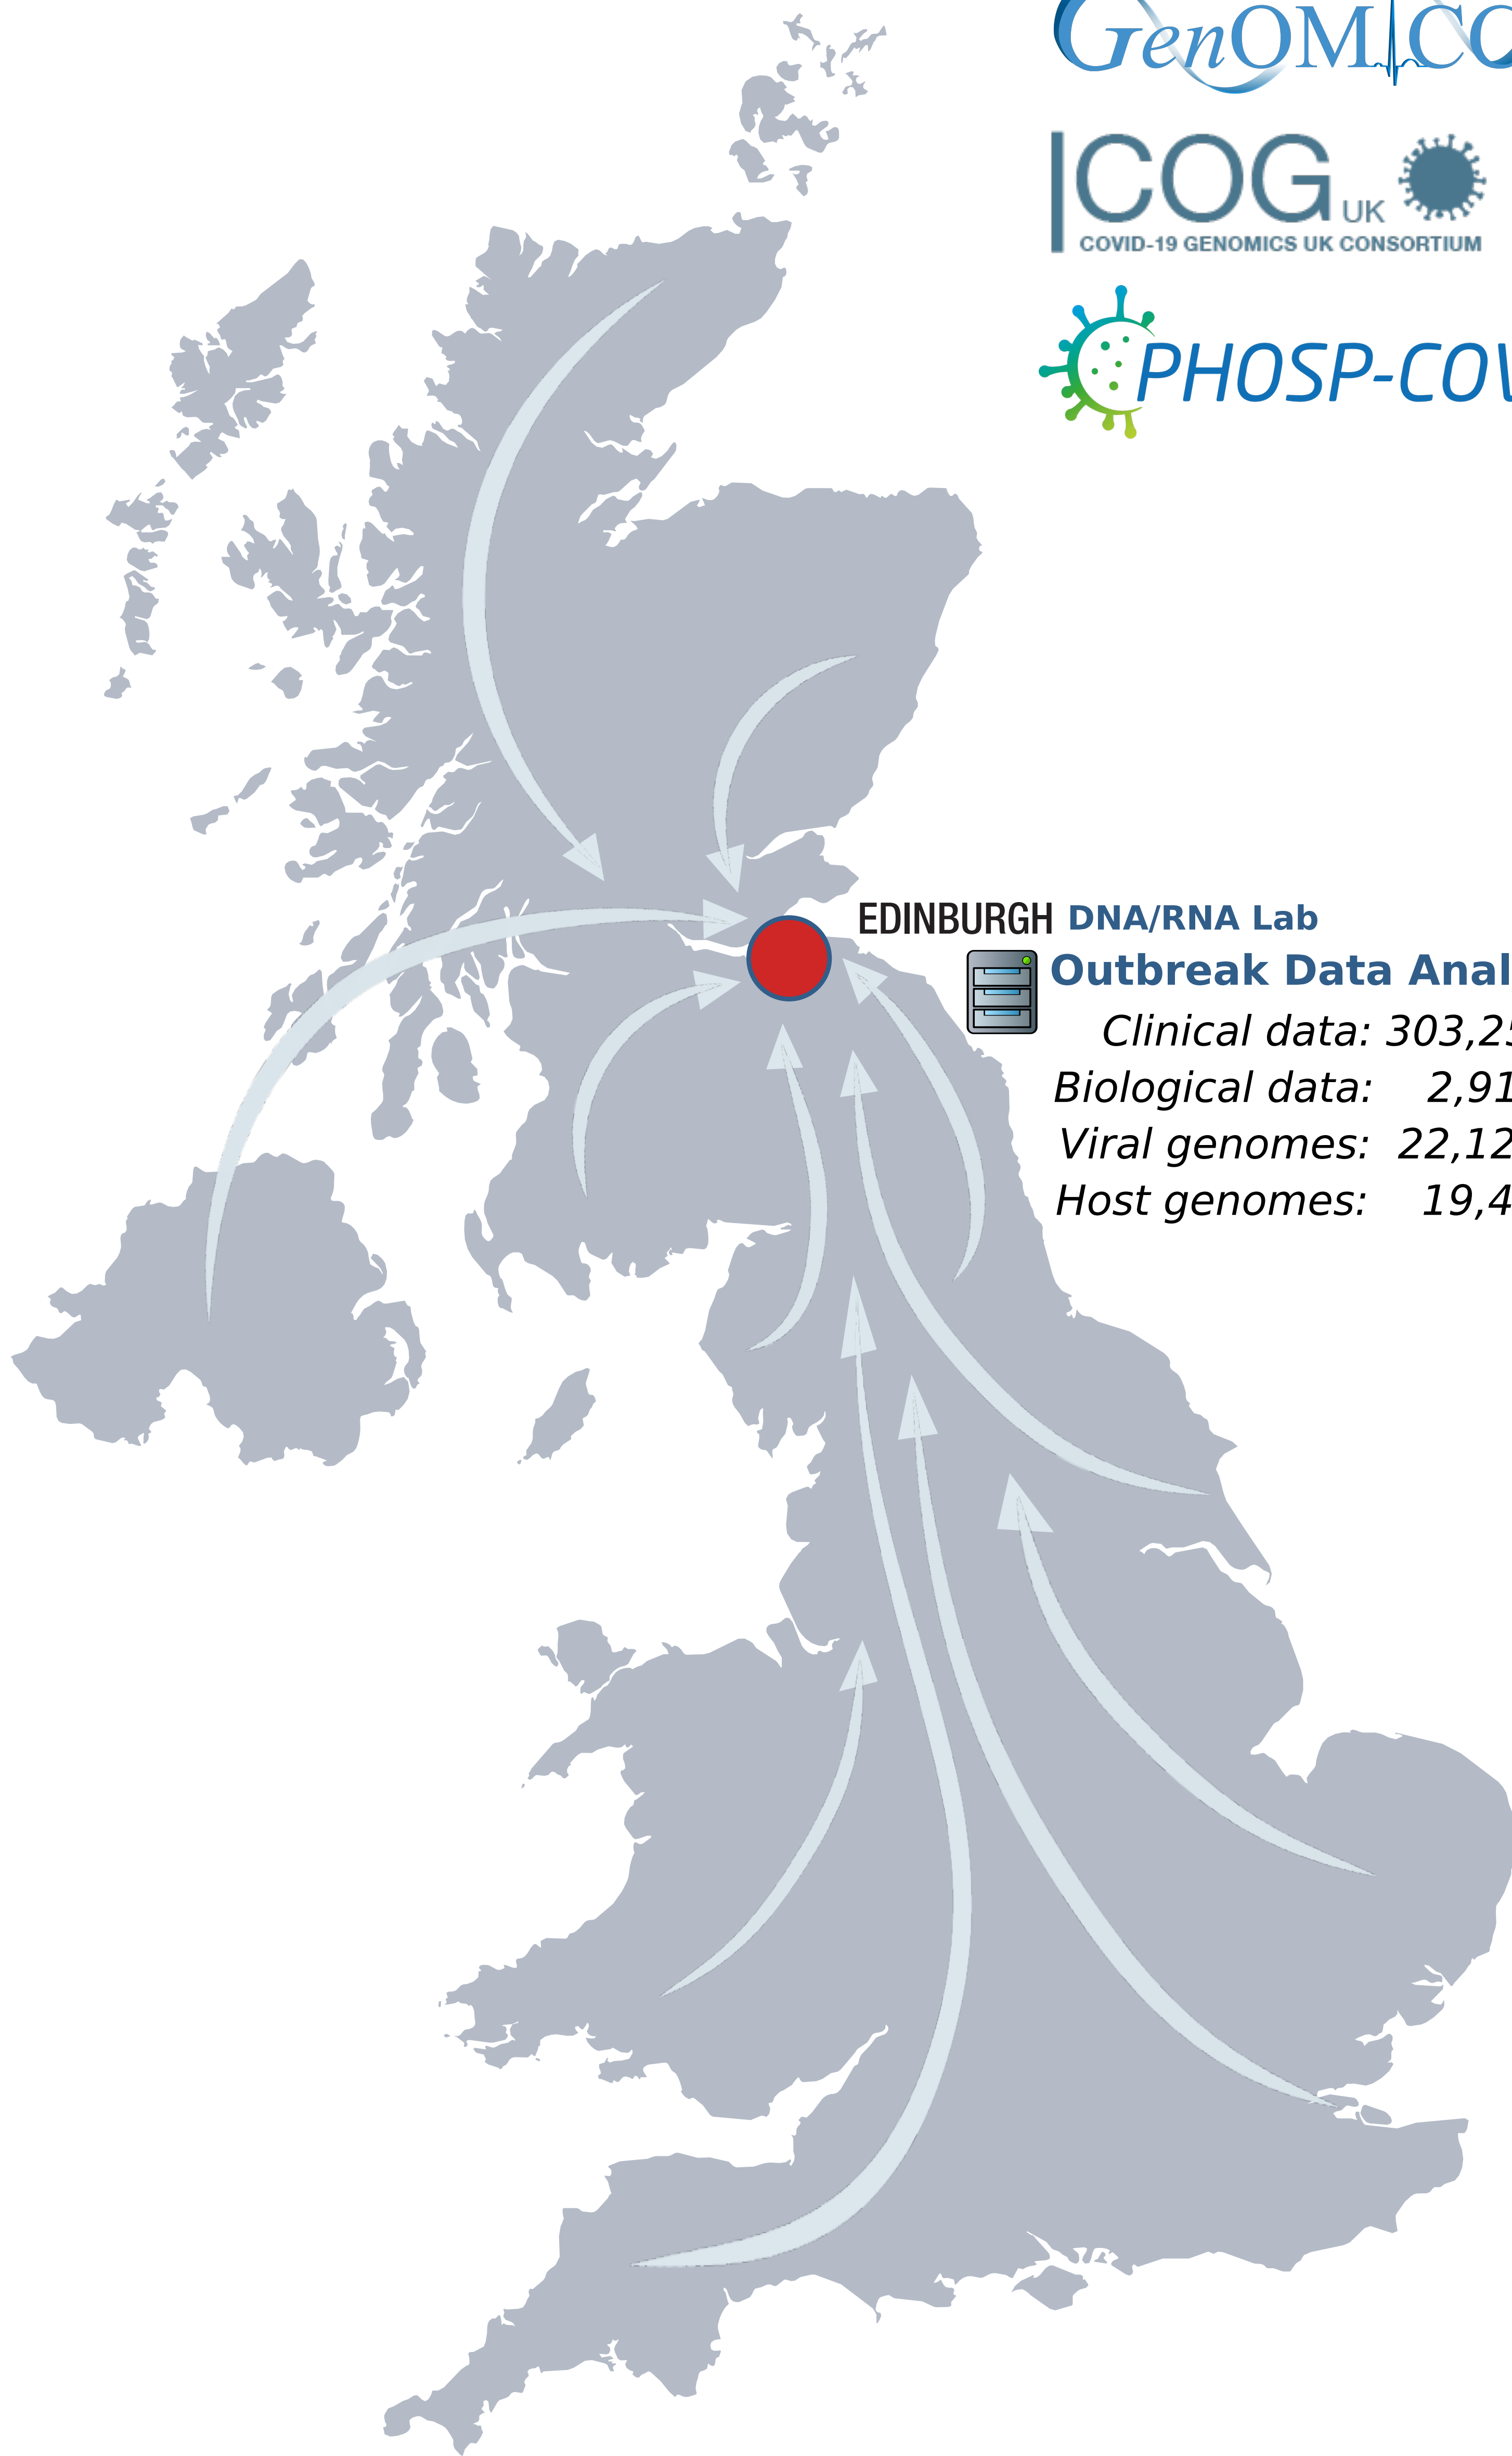 GenOMICC
COG UK
COVID-19 GENOMICS UK CONSORTIUM
PHOSP-COV
EDINBURGH DNA/RNA Lab
Outbreak Data Anal
Clinical data: 303,25
Biological data: 2,91
Viral genomes: 22,12
Host genomes: 19,4